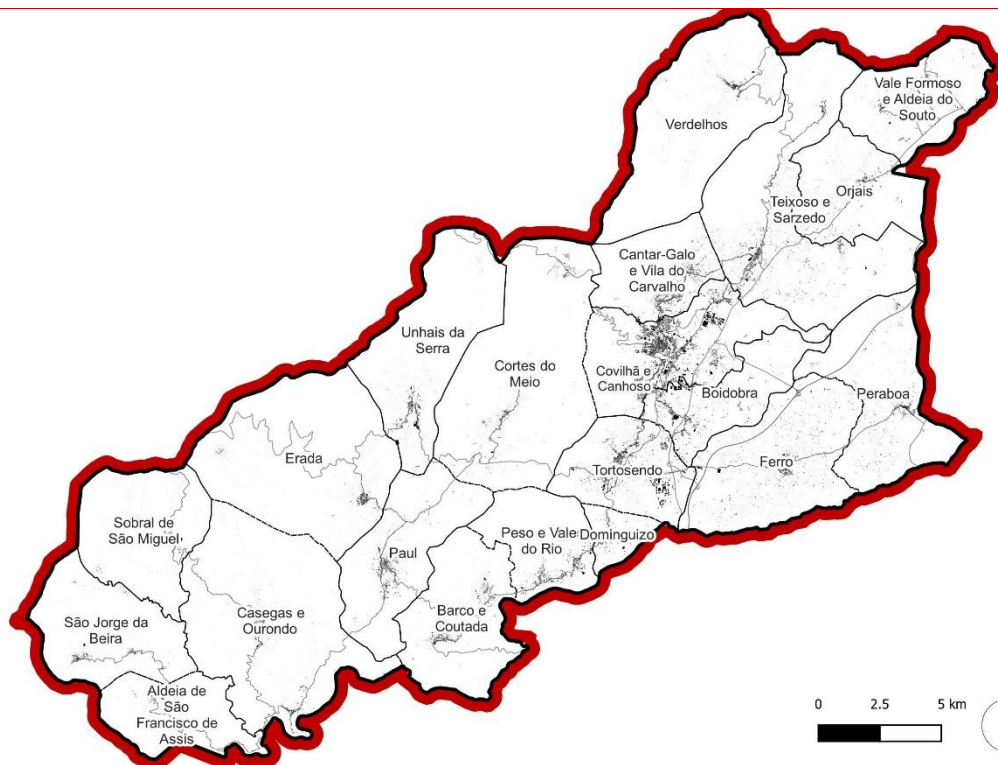 Vale Formoso
e Aldeia do
Souto
Verdelhos
Orjais
Teixoso e
Sarzedo
Cantar-Galo
e Vila do
Carvalho
Unhais da
Serra
Cortes do
Meio
Covilhã e
Canhoso
Boidobra
Peraboa
Erada
Tortosendo
Ferro
Sobral de
São Miguel
Paul
Peso e Vale
do Rio
Dominguizo
São Jorge da
Beira
Casegas e
Ourondo
Barco e
Coutada
Aldeia de
São
Francisco de
Assis
0 2.5 5 km